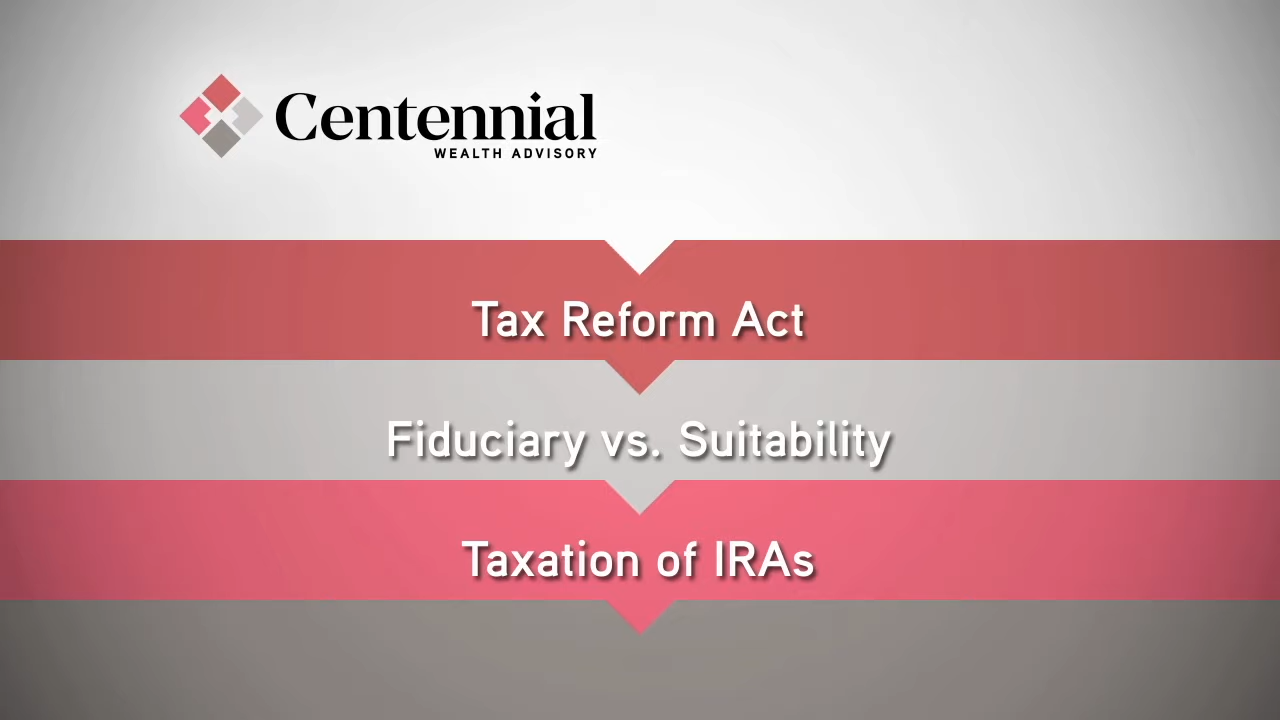 Centennial
WEALTH ADVISORY
Tax Reform Act
Fiduciary vs. Suitability
Taxation of IRAs